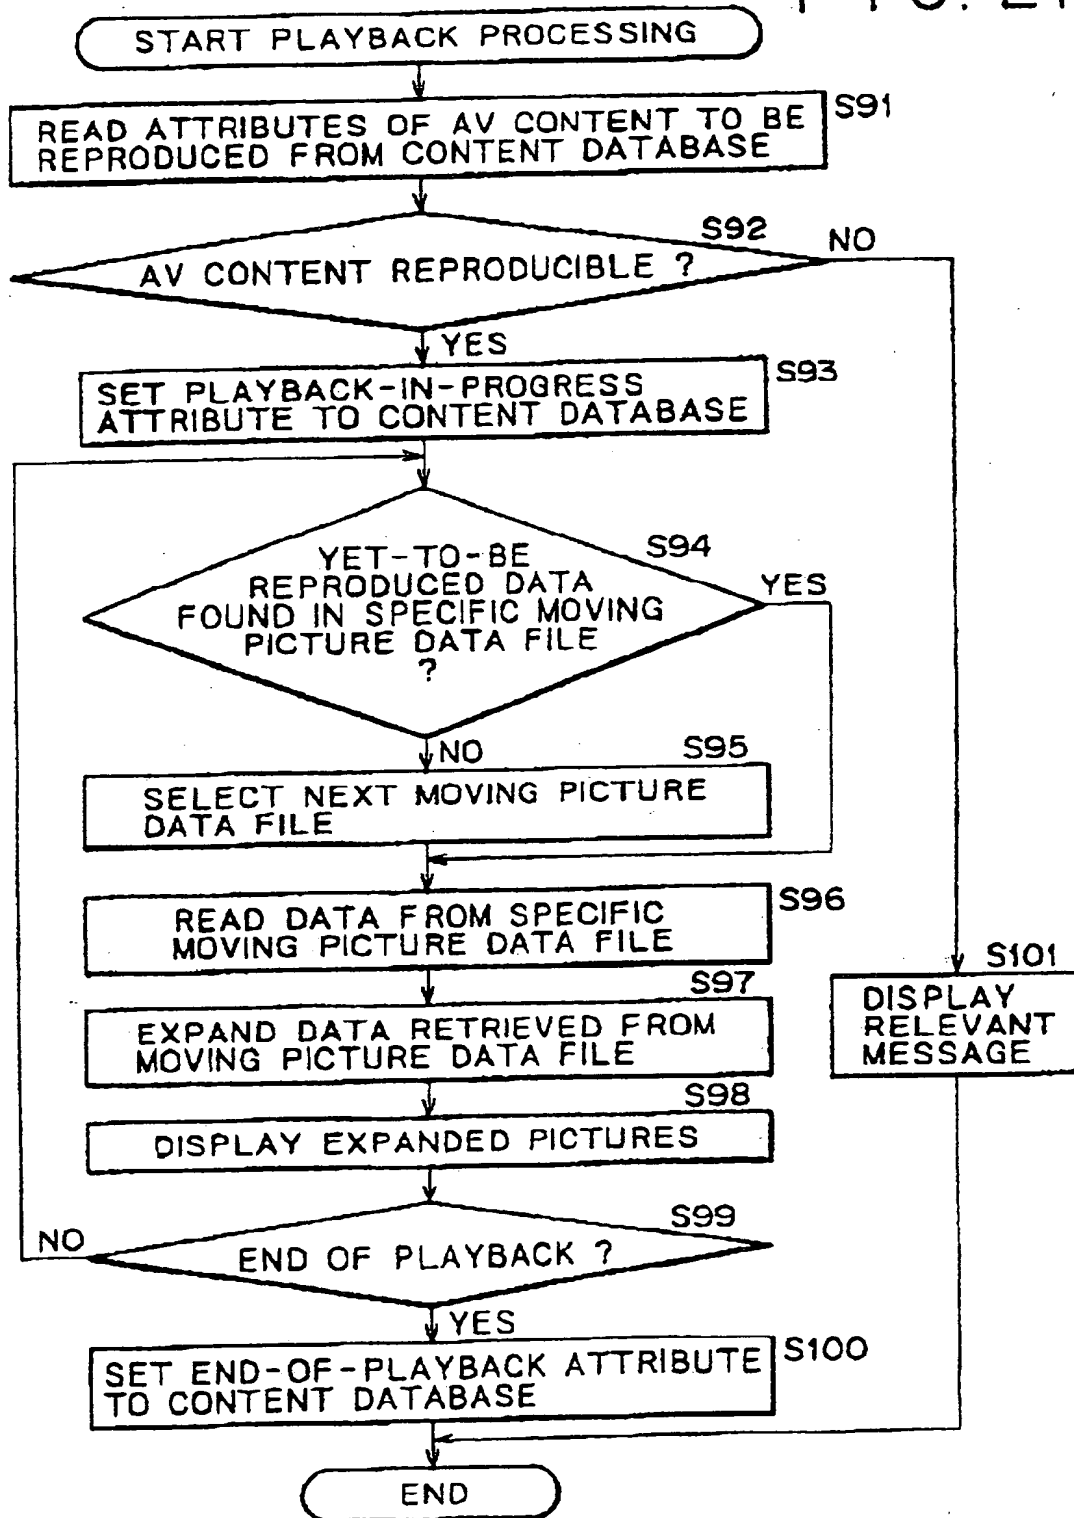 START PLAYBACK PROCESSING
S91
READ ATTRIBUTES OF AV CONTENT TO BE
REPRODUCED FROM CONTENT DATABASE
S92
NO
AV CONTENT REPRODUCIBLE ?
YES
S93
SET PLAYBACK-IN-PROGRESS
ATTRIBUTE TO CONTENT DATABASE
S94
YET-TO-BE
REPRODUCED DATA
FOUND IN SPECIFIC MOVING
PICTURE DATA FILE
?
YES
NO
S95
SELECT NEXT MOVING PICTURE
DATA FILE
S96
READ DATA FROM SPECIFIC
MOVING PICTURE DATA FILE
S101
DISPLAY
RELEVANT
MESSAGE
S97
EXPAND DATA RETRIEVED FROM
MOVING PICTURE DATA FILE
S98
DISPLAY EXPANDED PICTURES
S99
NO
END OF PLAYBACK ?
YES
S100
SET END-OF-PLAYBACK ATTRIBUTE
TO CONTENT DATABASE
END